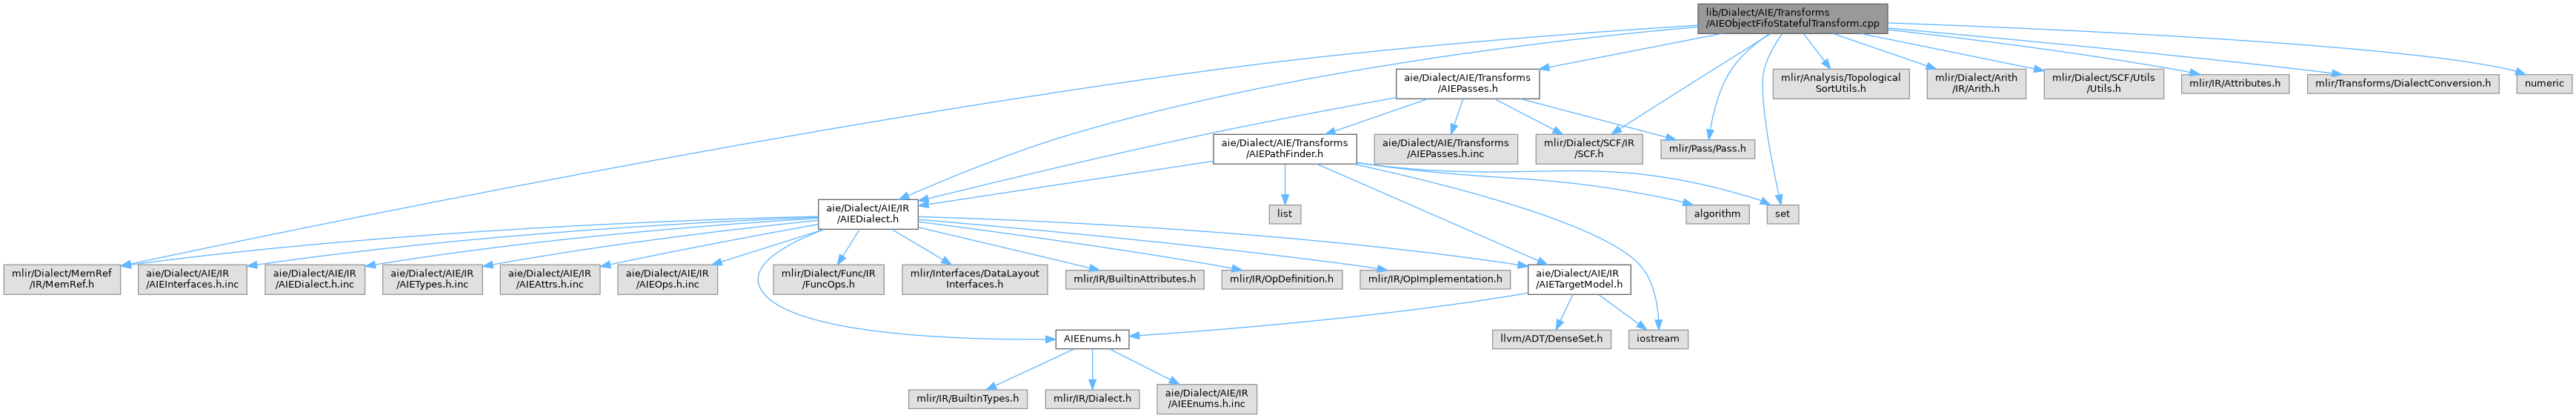 lib/Dialect/AIE/Transforms
/AIEObjectFifoStatefulTransform.cpp
aie/Dialect/AIE/Transforms
/AIEPasses.h
mlir/Analysis/Topological
SortUtils.h
mlir/Dialect/Arith
/IR/Arith.h
mlir/Dialect/SCF/Utils
/Utils.h
mlir/IR/Attributes.h
mlir/Transforms/DialectConversion.h
numeric
aie/Dialect/AIE/Transforms
/AIEPathFinder.h
aie/Dialect/AIE/Transforms
/AIEPasses.h.inc
mlir/Dialect/SCF/IR
/SCF.h
mlir/Pass/Pass.h
aie/Dialect/AIE/IR
/AIEDialect.h
list
algorithm
set
mlir/Dialect/MemRef
/IR/MemRef.h
aie/Dialect/AIE/IR
/AIEInterfaces.h.inc
aie/Dialect/AIE/IR
/AIEDialect.h.inc
aie/Dialect/AIE/IR
/AIETypes.h.inc
aie/Dialect/AIE/IR
/AIEAttrs.h.inc
aie/Dialect/AIE/IR
/AIEOps.h.inc
mlir/Dialect/Func/IR
/FuncOps.h
mlir/Interfaces/DataLayout
Interfaces.h
mlir/IR/BuiltinAttributes.h
mlir/IR/OpDefinition.h
mlir/IR/OpImplementation.h
aie/Dialect/AIE/IR
/AIETargetModel.h
AIEEnums.h
llvm/ADT/DenseSet.h
iostream
mlir/IR/BuiltinTypes.h
mlir/IR/Dialect.h
aie/Dialect/AIE/IR
/AIEEnums.h.inc